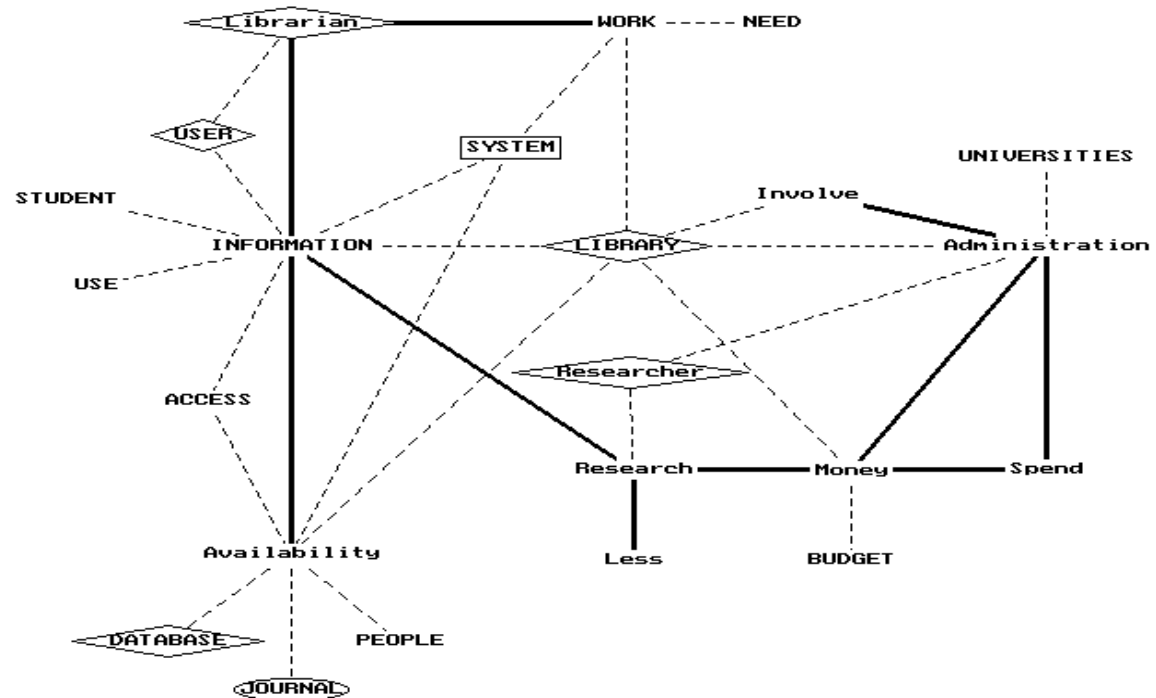 Librarian WORK NEED
USER
SYSTEM
UNIVERSITIES
STUDENT
Involve
INFORMATION LIBRARY Administration
USE
Researcher
ACCESS
Research Money Spend
Availability
Less BUDGET
DATABASE PEOPLE
JOURNAL